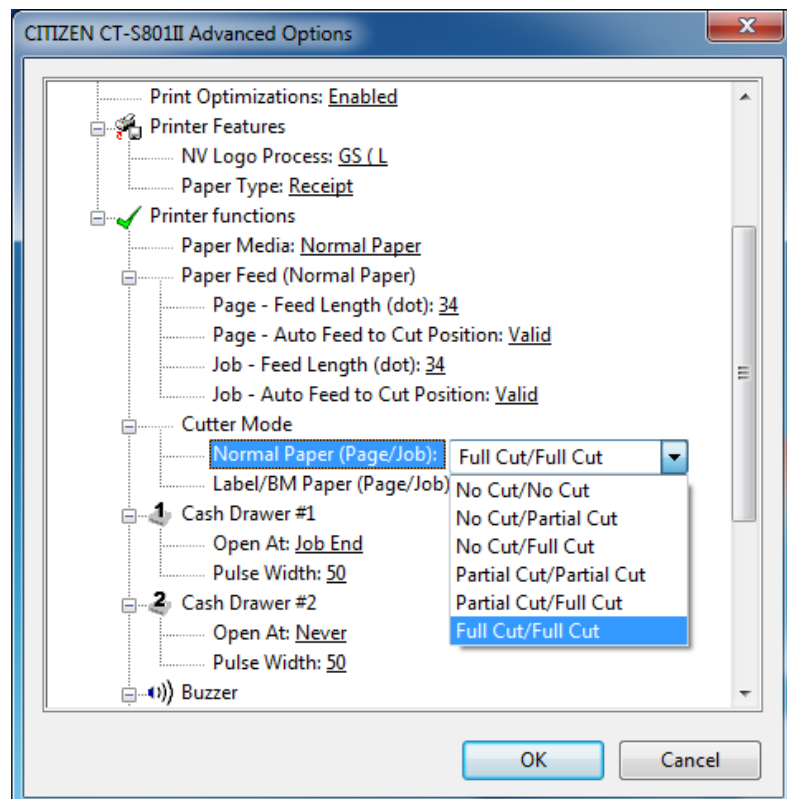 CITIZEN CT-S801II Advanced Options
Print Optimizations: Enabled
Printer Features
NV Logo Process: GS ( L
Paper Type: Receipt
Printer functions
Paper Media: Normal Paper
Paper Feed (Normal Paper)
Page - Feed Length (dot): 34
Page - Auto Feed to Cut Position: Valid
Job - Feed Length (dot): 34
Job - Auto Feed to Cut Position: Valid
Cutter Mode
Normal Paper (Page/Job): Full Cut/Full Cut
Label/BM Paper (Page/Job)
No Cut/No Cut
No Cut/Partial Cut
No Cut/Full Cut
Partial Cut/Partial Cut
Partial Cut/Full Cut
Full Cut/Full Cut
1 Cash Drawer #1
Open At: Job End
Pulse Width: 50
2 Cash Drawer #2
Open At: Never
Pulse Width: 50
Buzzer
OK Cancel